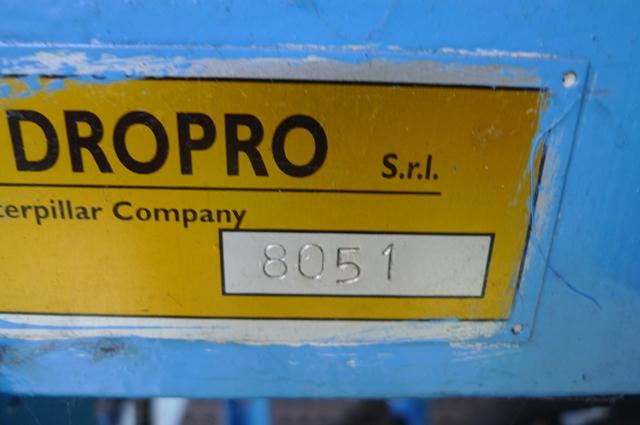 DROPRO S.r.l.
terpillar Company
8051